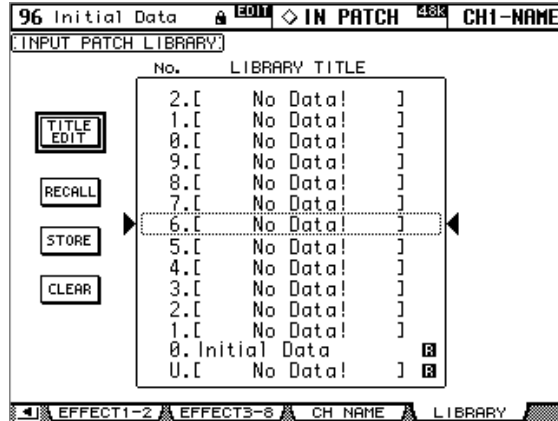 96 Initial Data EDIT IN PATCH 48K CH1-NAME
INPUT PATCH LIBRARY
No. LIBRARY TITLE
2.[ No Data! ]
1.[ No Data! ]
0.[ No Data! ]
9.[ No Data! ]
8.[ No Data! ]
7.[ No Data! ]
6.[ No Data! ]
5.[ No Data! ]
4.[ No Data! ]
3.[ No Data! ]
2.[ No Data! ]
1.[ No Data! ]
0.Initial Data R
U.[ No Data! ] R
TITLE
EDIT
RECALL
STORE
CLEAR
EFFECT1-2 EFFECT3-8 CH NAME LIBRARY